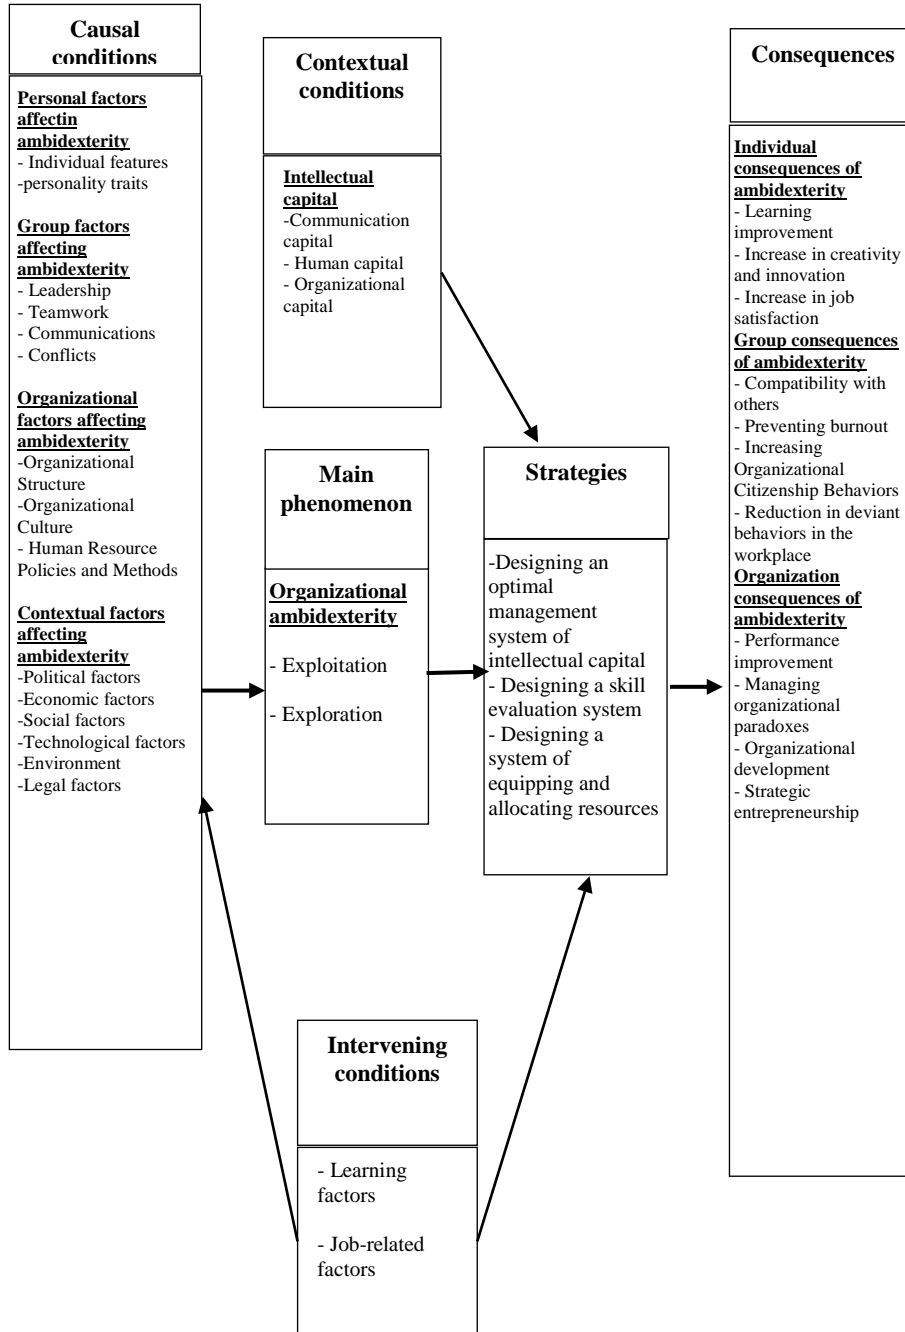 Causal
conditions
Personal factors
affectin
ambidexterity
- Individual features
-personality traits
Group factors
affecting
ambidexterity
- Leadership
- Teamwork
- Communications
- Conflicts
Organizational
factors affecting
ambidexterity
-Organizational
Structure
-Organizational
Culture
- Human Resource
Policies and Methods
Contextual factors
affecting
ambidexterity
-Political factors
-Economic factors
-Social factors
-Technological factors
-Environment
-Legal factors
Contextual
conditions
Intellectual
capital
-Communication
capital
- Human capital
- Organizational
capital
Main
phenomenon
Organizational
ambidexterity
- Exploitation
- Exploration
Strategies
-Designing an
optimal
management
system of
intellectual capital
- Designing a skill
evaluation system
- Designing a
system of
equipping and
allocating resources
Intervening
conditions
- Learning
factors
- Job-related
factors
Consequences
Individual
consequences of
ambidexterity
- Learning
improvement
- Increase in creativity
and innovation
- Increase in job
satisfaction
Group consequences
of ambidexterity
- Compatibility with
others
- Preventing burnout
- Increasing
Organizational
Citizenship Behaviors
- Reduction in deviant
behaviors in the
workplace
Organization
consequences of
ambidexterity
- Performance
improvement
- Managing
organizational
paradoxes
- Organizational
development
- Strategic
entrepreneurship